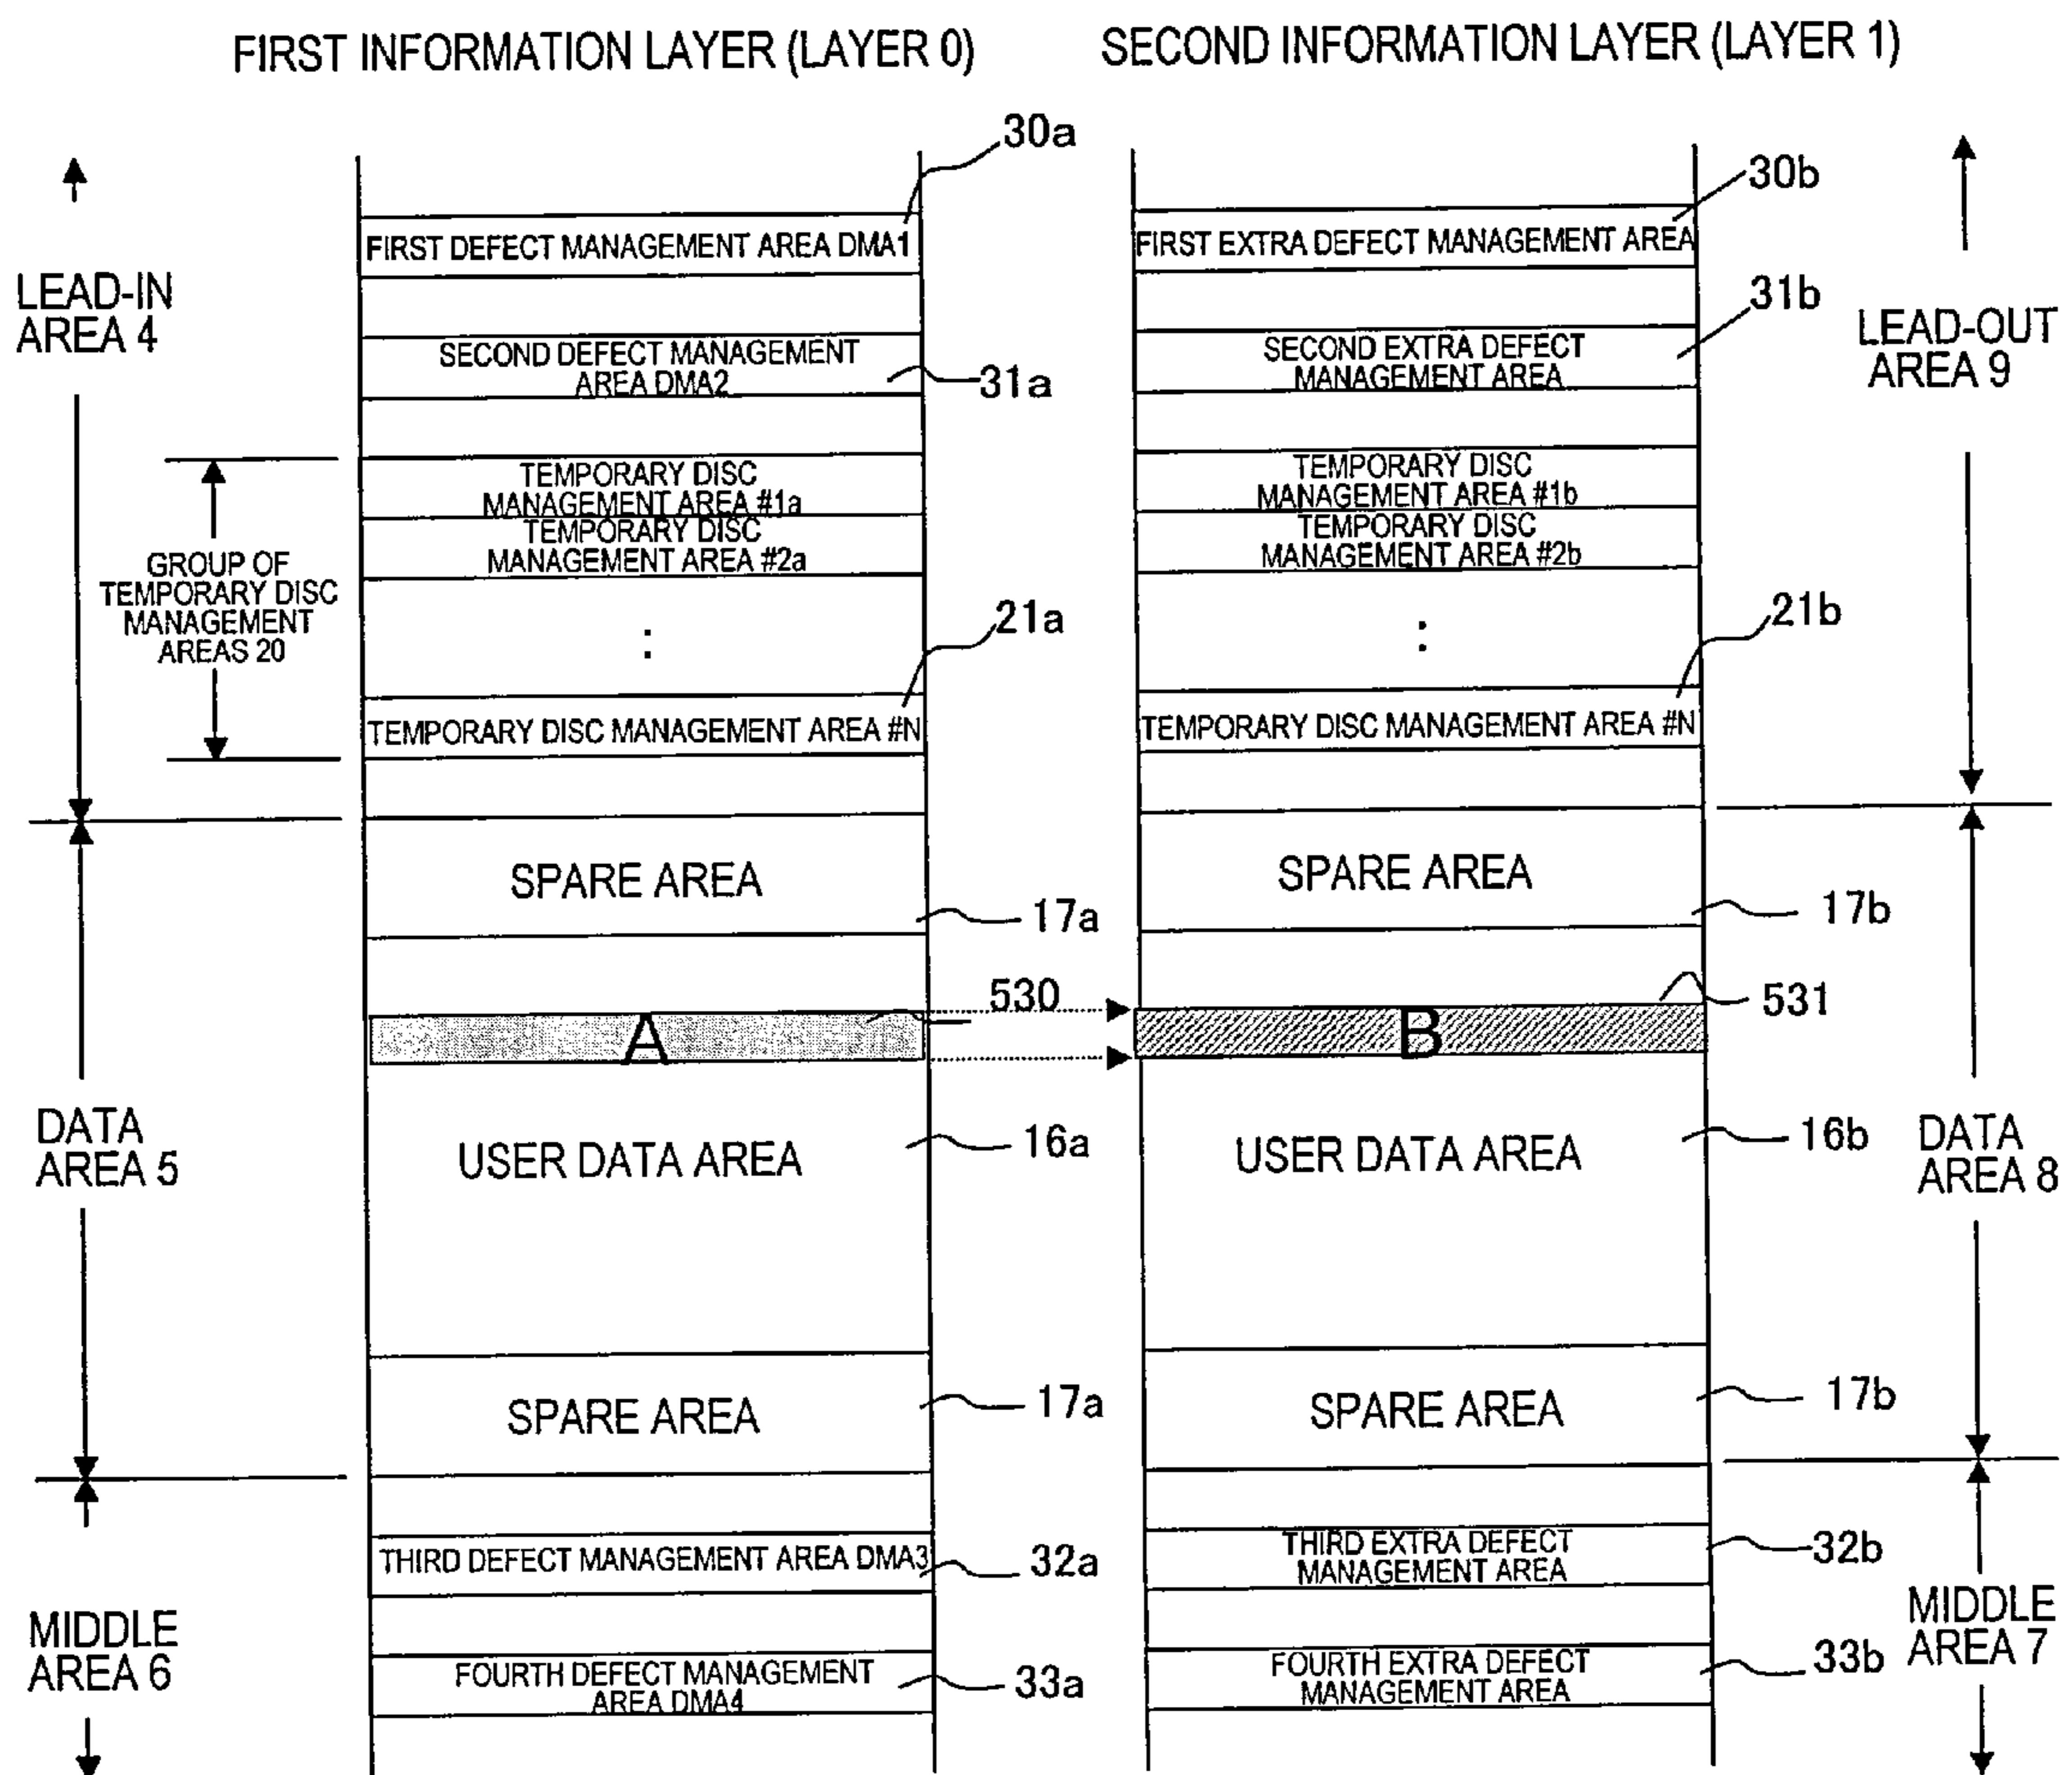 FIRST INFORMATION LAYER (LAYER 0)
SECOND INFORMATION LAYER (LAYER 1)
30a
30b
FIRST DEFECT MANAGEMENT AREA DMA1
FIRST EXTRA DEFECT MANAGEMENT AREA
LEAD-IN
AREA 4
31b
LEAD-OUT
AREA 9
SECOND DEFECT MANAGEMENT
AREA DMA2
31a
SECOND EXTRA DEFECT
MANAGEMENT AREA
TEMPORARY DISC
MANAGEMENT AREA #1a
TEMPORARY DISC
MANAGEMENT AREA #1b
TEMPORARY DISC
MANAGEMENT AREA #2a
TEMPORARY DISC
MANAGEMENT AREA #2b
GROUP OF
TEMPORARY DISC
MANAGEMENT
AREAS 20
:
:
21a
21b
TEMPORARY DISC MANAGEMENT AREA #N
TEMPORARY DISC MANAGEMENT AREA #N
SPARE AREA
17a
SPARE AREA
17b
A
530
B
531
DATA
AREA 5
USER DATA AREA
16a
USER DATA AREA
16b
DATA
AREA 8
SPARE AREA
17a
SPARE AREA
17b
THIRD DEFECT MANAGEMENT AREA DMA3
32a
THIRD EXTRA DEFECT
MANAGEMENT AREA
32b
MIDDLE
AREA 6
MIDDLE
AREA 7
FOURTH DEFECT MANAGEMENT
AREA DMA4
33a
FOURTH EXTRA DEFECT
MANAGEMENT AREA
33b